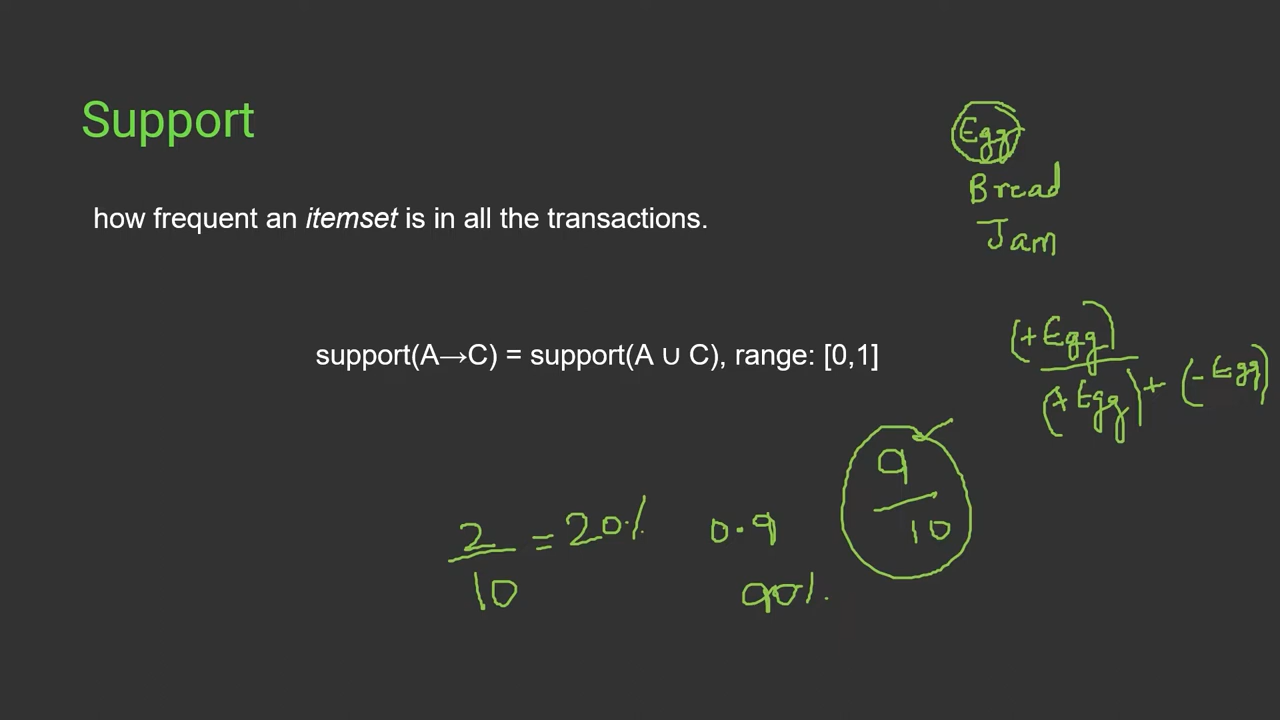 Support
Egg
Bread
Jam
how frequent an itemset is in all the transactions.
support(A→C) = support(A ∪ C), range: [0,1]
(+Egg)
(+Egg) + (-Egg)
9
10
2
10
= 20%
0.9
90%